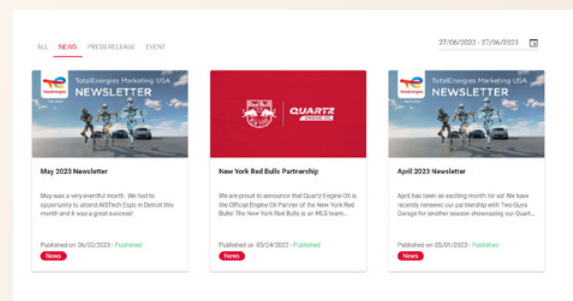 ALL NEWS PRESS RELEASE EVENT
27/06/2022 - 27/06/2023
TotalEnergies
TotalEnergies Marketing USA
NEWSLETTER
Red Bull
QUARTZ
ENGINE OIL
TotalEnergies
TotalEnergies Marketing USA
NEWSLETTER
May 2023 Newsletter
May was a very eventful month. We had to
opportunity to attend AISTech Expo in Detroit this
month and it was a great success!
Published on 06/02/2023 - Published
News
New York Red Bulls Partnership
We are proud to announce that Quartz Engine Oil is
the Official Engine Oil Partner of the New York Red
Bulls! The New York Red Bulls is an MLS team...
Published on 05/24/2022 - Published
News
April 2023 Newsletter
April has been an exciting month for us! We have
recently renewed our partnership with Two Guys
Garage for another season showcasing our Quart...
Published on 05/01/2023 - Published
News